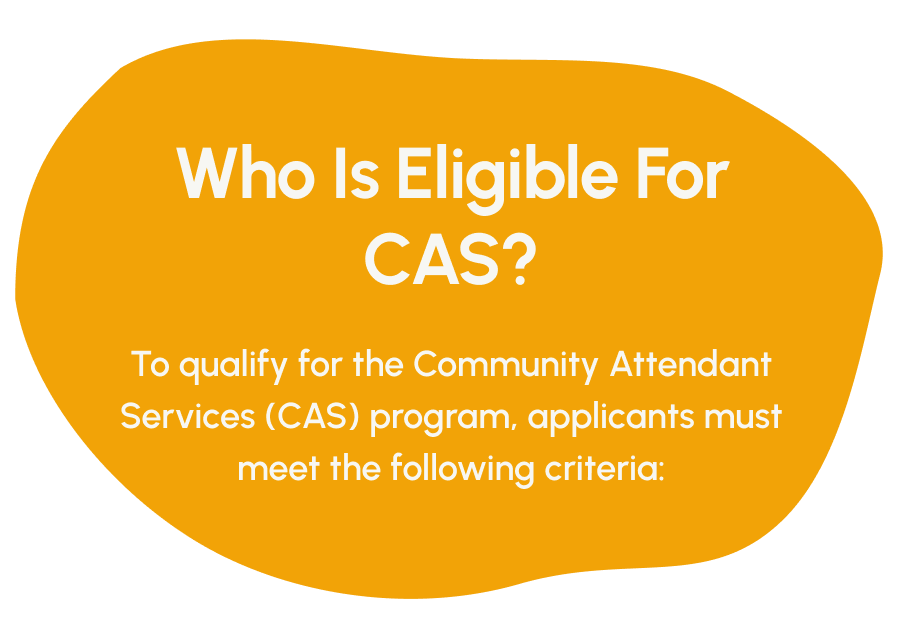 Who Is Eligible For
CAS?
To qualify for the Community Attendant
Services (CAS) program, applicants must
meet the following criteria: